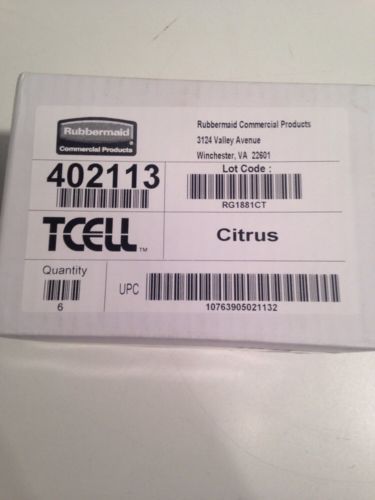 Rubbermaid
Commercial Products
Rubbermaid Commercial Products
3124 Valley Avenue
Winchester, VA 22601
402113
Lot Code :
RG1881CT
TCELL™
Citrus
Quantity
6
UPC
10763905021132